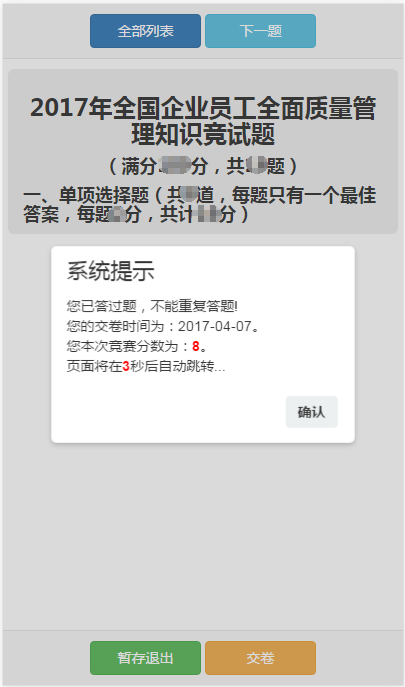 全部列表 下一题
2017年全国企业员工全面质量管
理知识竞试题
（满分 分，共 题）
一、单项选择题（共 道，每题只有一个最佳
答案，每题 分，共计 分）
系统提示
您已答过题，不能重复答题!
您的交卷时间为：2017-04-07。
您本次竞赛分数为：8。
页面将在3秒后自动跳转...
确认
暂存退出 交卷